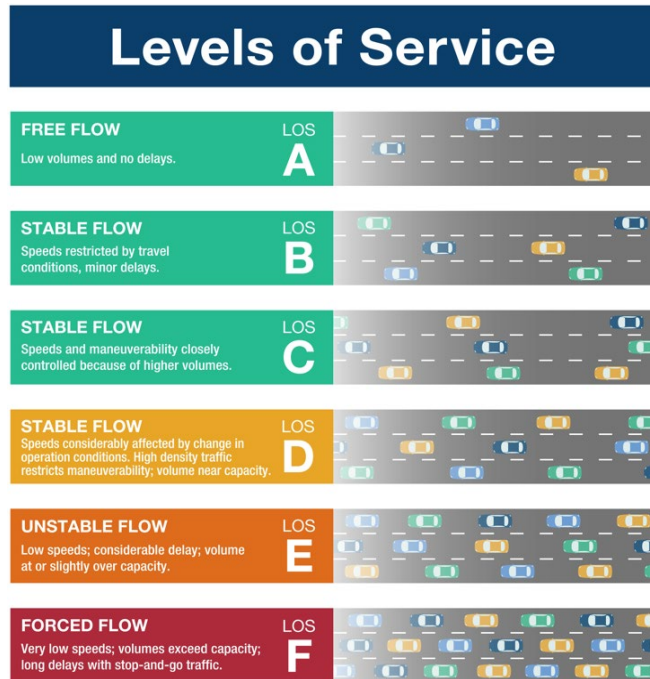 Levels of Service
FREE FLOW
Low volumes and no delays.
LOS
A
STABLE FLOW
Speeds restricted by travel
conditions, minor delays.
LOS
B
STABLE FLOW
Speeds and maneuverability closely
controlled because of higher volumes.
LOS
C
STABLE FLOW
Speeds considerably affected by change in
operation conditions. High density traffic
restricts maneuverability; volume near capacity.
LOS
D
UNSTABLE FLOW
Low speeds; considerable delay; volume
at or slightly over capacity.
LOS
E
FORCED FLOW
Very low speeds; volumes exceed capacity;
long delays with stop-and-go traffic.
LOS
F